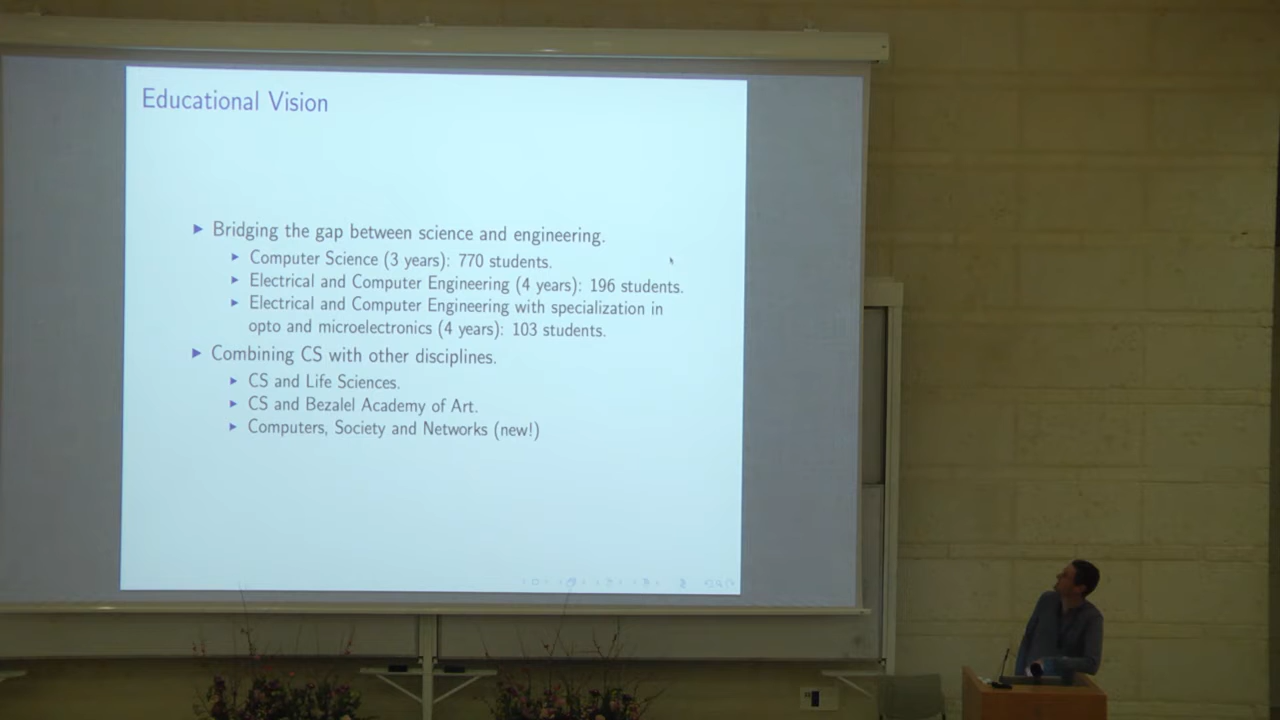 Educational Vision
▶ Bridging the gap between science and engineering.
▶ Computer Science (3 years): 770 students.
▶ Electrical and Computer Engineering (4 years): 196 students.
▶ Electrical and Computer Engineering with specialization in
opto and microelectronics (4 years): 103 students.
▶ Combining CS with other disciplines.
▶ CS and Life Sciences.
▶ CS and Bezalel Academy of Art.
▶ Computers, Society and Networks (new!)